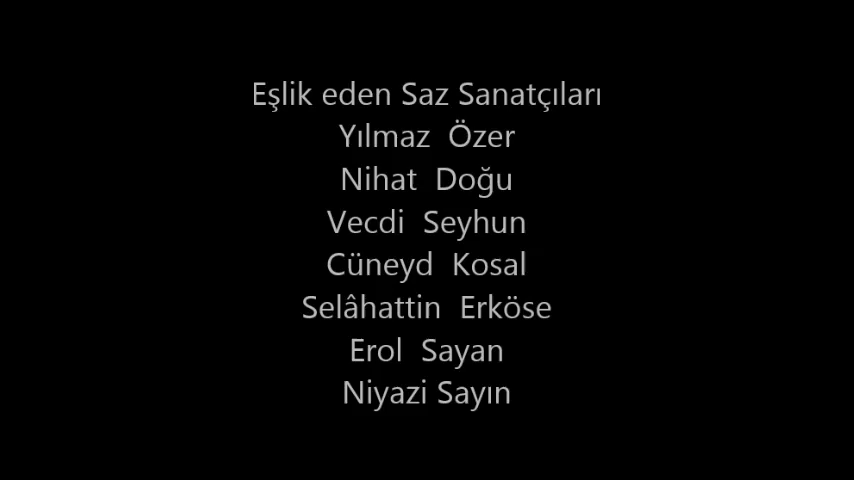 Eşlik eden Saz Sanatçıları
Yılmaz Özer
Nihat Doğu
Vecdi Seyhun
Cüneyd Kosal
Selâhattin Erköse
Erol Sayan
Niyazi Sayın